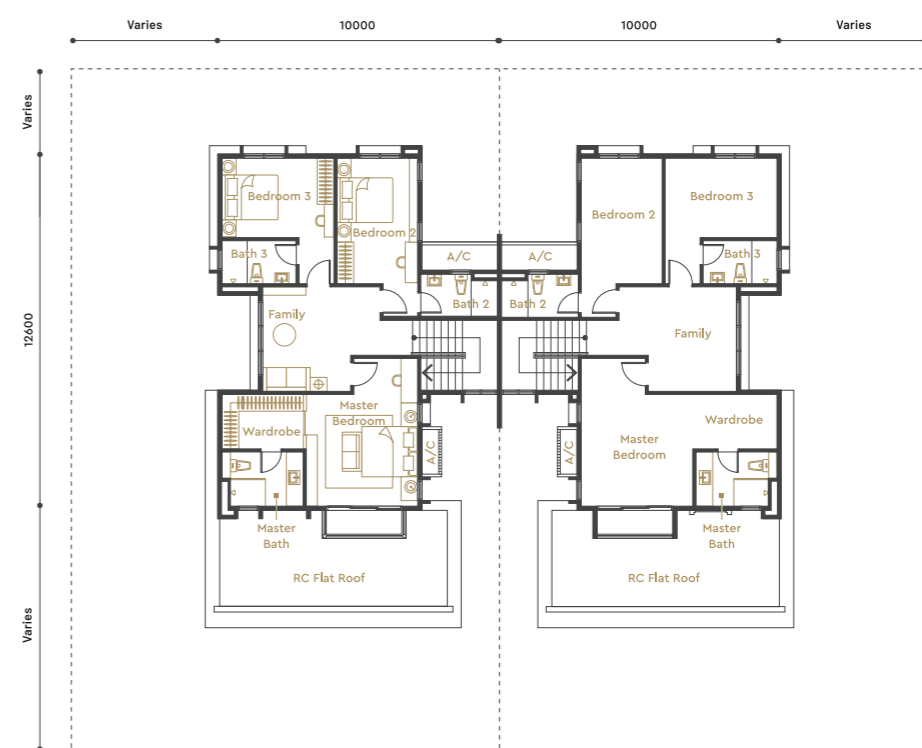 Varies
10000
10000
Varies
Varies
12600
Varies
Bedroom 3
Bedroom 2
Bedroom 2
Bedroom 3
Bath 3
A/C
A/C
Bath 3
Bath 2
Bath 2
Family
Family
Master
Bedroom
Wardrobe
A/C
A/C
Master
Bedroom
Wardrobe
Master
Bath
Master
Bath
RC Flat Roof
RC Flat Roof